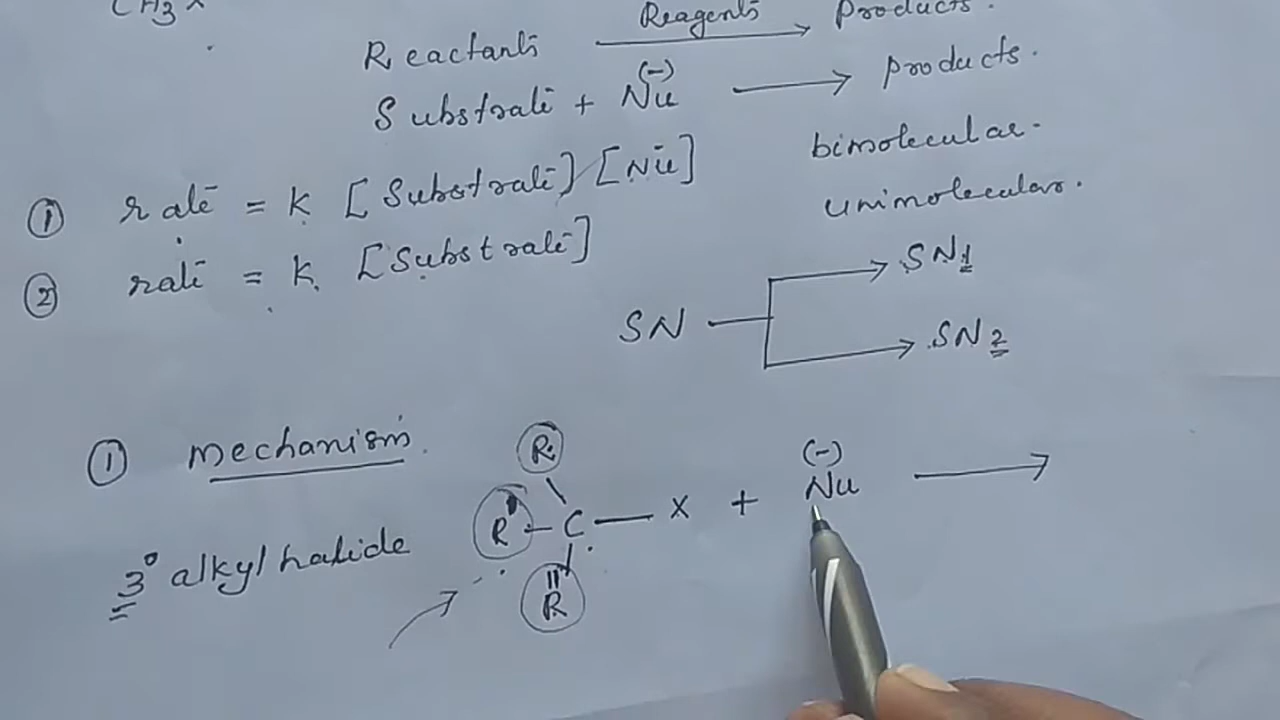 CH3 X
Reactants Reagents Products.
Substrate + Nu (-) products.
bimolecular.
① rate = K [Substrate] [Nu]
unimolecular.
② rate = K [Substrate]
SN1
SN
SN2
① mechanism.
R
R' - C - X + Nu (-)
3° alkyl halide
R"